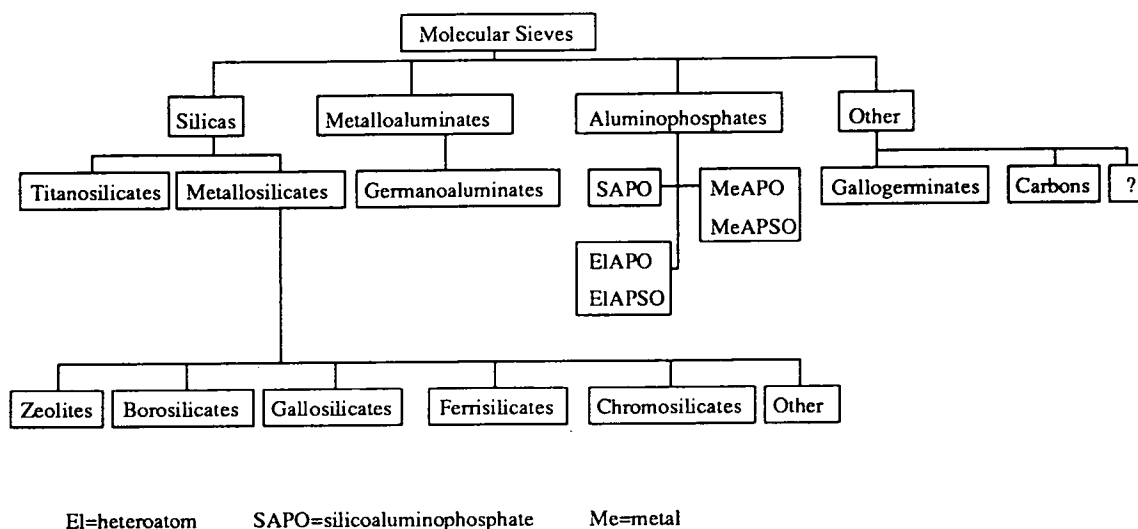 Molecular Sieves
Silicas
Metalloaluminates
Aluminophosphates
Other
Titanosilicates
Metallosilicates
Germanoaluminates
SAPO
MeAPO
MeAPSO
Gallogerminates
Carbons
?
ElAPO
ElAPSO
Zeolites
Borosilicates
Gallosilicates
Ferrisilicates
Chromosilicates
Other
El=heteroatom SAPO=silicoaluminophosphate Me=metal